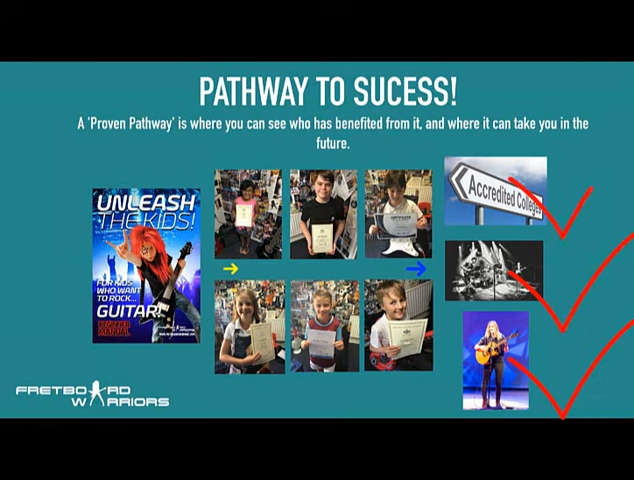 PATHWAY TO SUCESS!
A 'Proven Pathway' is where you can see who has benefited from it, and where it can take you in the
future.
UNLEASH
THE KIDS!
FOR KIDS
WHO WANT
TO ROCK...
GUITAR!
BEGINNER
MANUAL
Accredited Colleges
FRETBOARD
WARRIORS